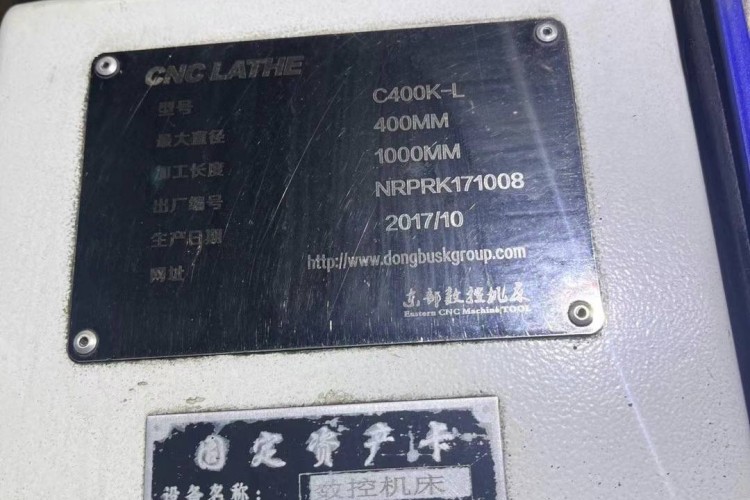 CNC LATHE
型号 C400K-L
最大直径 400MM
加工长度 1000MM
出厂编号 NRPRK171008
生产日期 2017/10
网址 http://www.dongbuskgroup.com
东部数控机床
Eastern CNC Machine TOOL
固定资产卡
设备名称: 数控机床